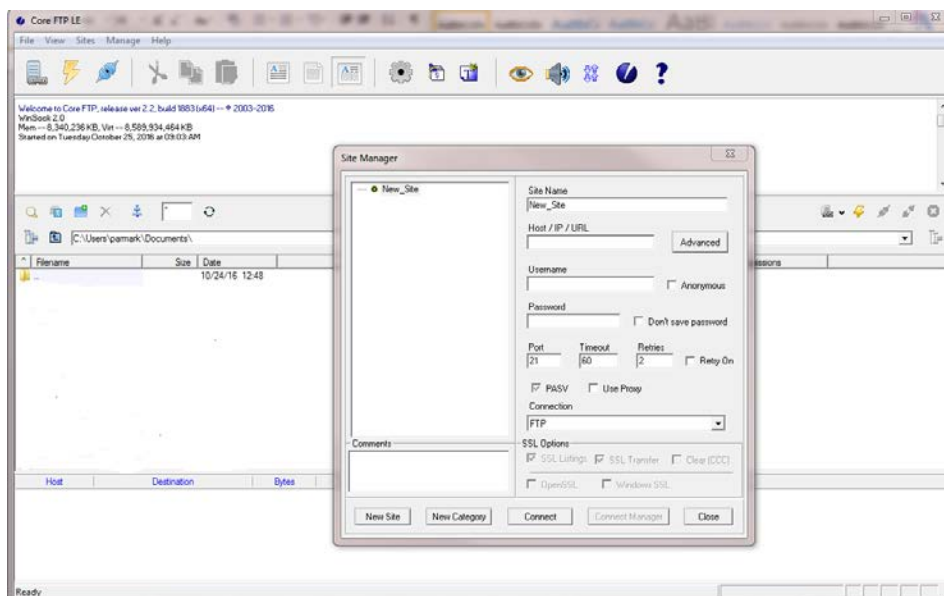 Core FTP LE
File View Sites Manage Help
Welcome to Core FTP, release ver 2.2, build 1883 (x64) -- © 2003-2016
WinSock 2.0
Mem -- 8,340,236 KB, Virt -- 8,589,934,464 KB
Started on Tuesday October 25, 2016 at 09:03:AM
C:\Users\pamark\Documents\
^ Filename Size Date
.. 10/24/16 12:48
Host Destination Bytes
Ready
Site Manager
New_Site
Comments
Site Name
New_Site
Host / IP / URL
Advanced
Username
Anonymous
Password
Don't save password
Port Timeout Retries
21 60 2 Retry On
PASV Use Proxy
Connection
FTP
SSL Options
SSL Listings SSL Transfer Clear (CCC)
OpenSSL Windows SSL
New Site New Category Connect Connect Manager Close